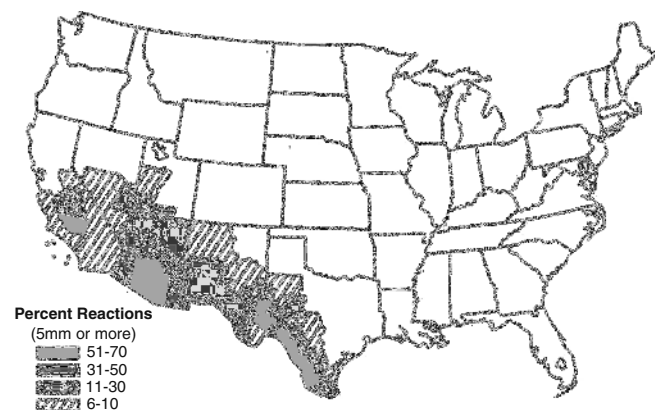 Percent Reactions
(5mm or more)
51-70
31-50
11-30
6-10